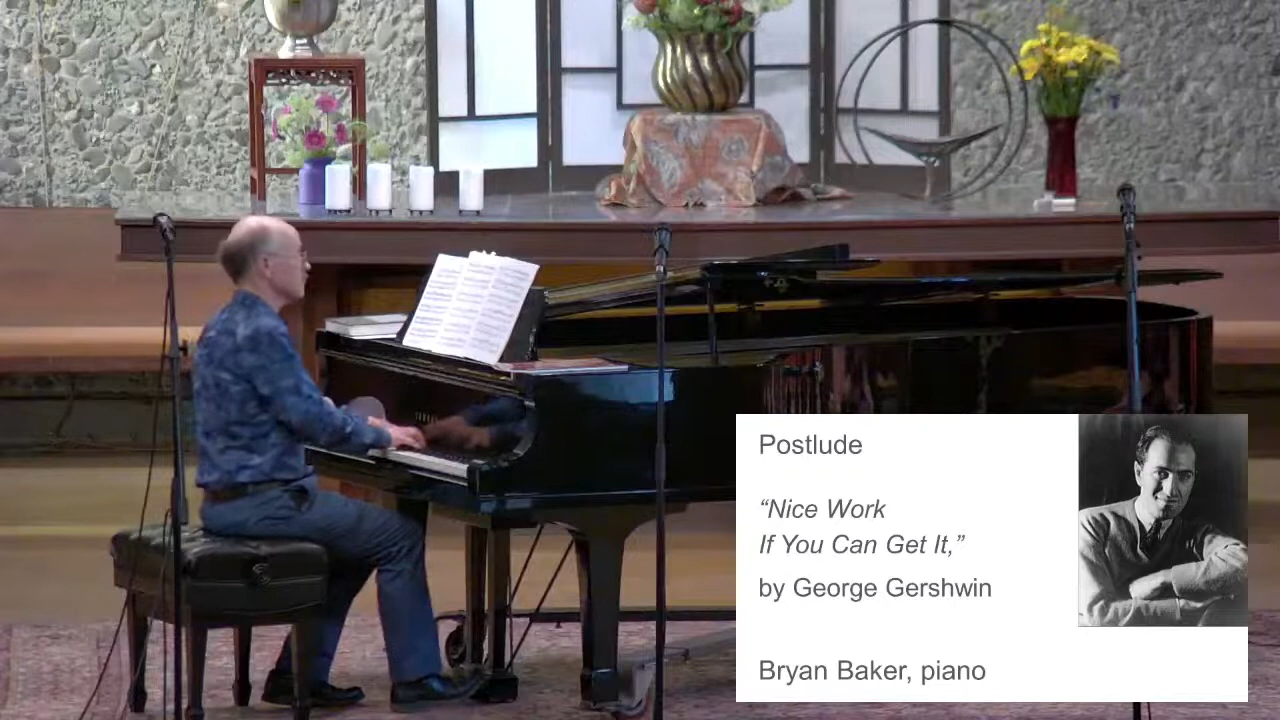 Postlude
“Nice Work
If You Can Get It,”
by George Gershwin
Bryan Baker, piano